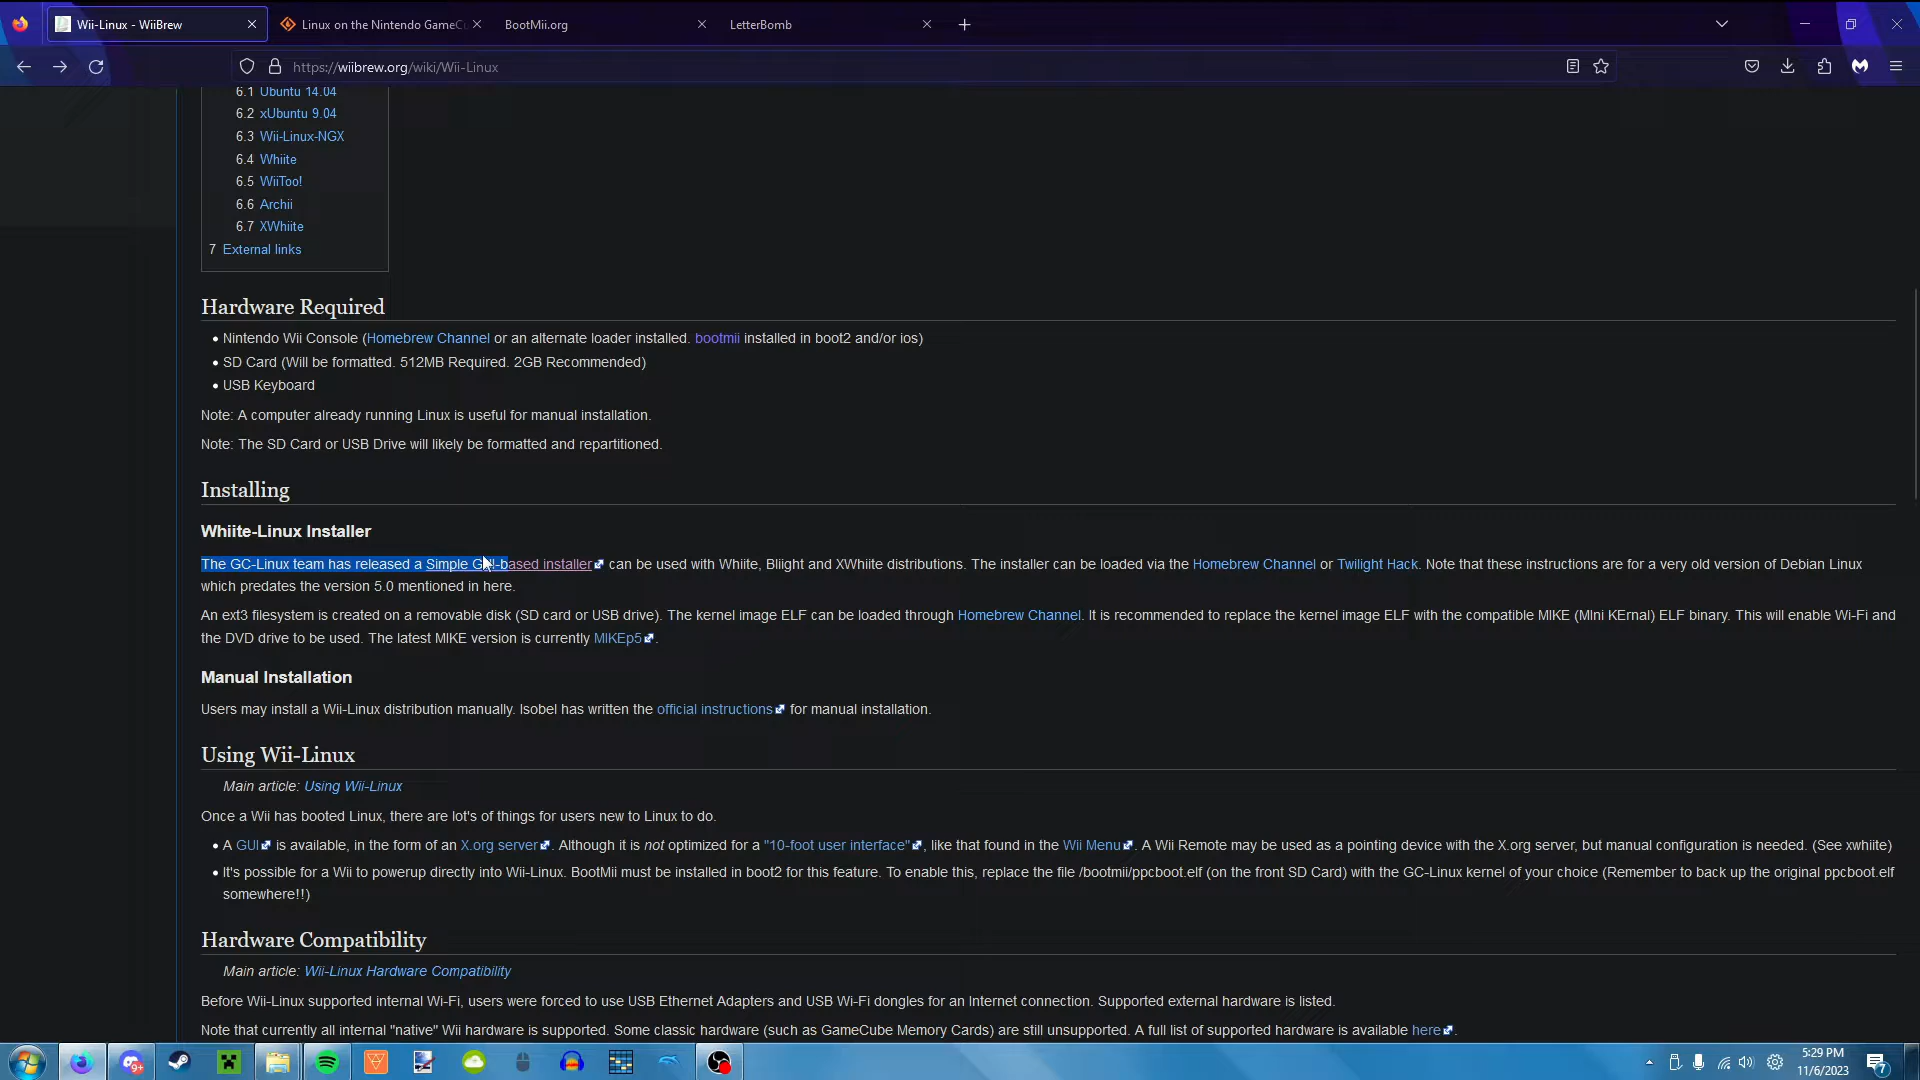 Wii-Linux - WiiBrew
Linux on the Nintendo GameCu
BootMii.org
LetterBomb
https://wiibrew.org/wiki/Wii-Linux
6.1 Ubuntu 14.04
6.2 xUbuntu 9.04
6.3 Wii-Linux-NGX
6.4 Whiite
6.5 WiiToo!
6.6 Archii
6.7 XWhiite
7 External links
Hardware Required
• Nintendo Wii Console (Homebrew Channel or an alternate loader installed. bootmii installed in boot2 and/or ios)
• SD Card (Will be formatted. 512MB Required. 2GB Recommended)
• USB Keyboard
Note: A computer already running Linux is useful for manual installation.
Note: The SD Card or USB Drive will likely be formatted and repartitioned.
Installing
Whiite-Linux Installer
The GC-Linux team has released a Simple GUI-based installer can be used with Whiite, Bliight and XWhiite distributions. The installer can be loaded via the Homebrew Channel or Twilight Hack. Note that these instructions are for a very old version of Debian Linux
which predates the version 5.0 mentioned in here.
An ext3 filesystem is created on a removable disk (SD card or USB drive). The kernel image ELF can be loaded through Homebrew Channel. It is recommended to replace the kernel image ELF with the compatible MIKE (MIni KErnal) ELF binary. This will enable Wi-Fi and
the DVD drive to be used. The latest MIKE version is currently MIKEp5.
Manual Installation
Users may install a Wii-Linux distribution manually. Isobel has written the official instructions for manual installation.
Using Wii-Linux
Main article: Using Wii-Linux
Once a Wii has booted Linux, there are lot's of things for users new to Linux to do.
• A GUI is available, in the form of an X.org server. Although it is not optimized for a "10-foot user interface", like that found in the Wii Menu. A Wii Remote may be used as a pointing device with the X.org server, but manual configuration is needed. (See xwhiite)
• It's possible for a Wii to powerup directly into Wii-Linux. BootMii must be installed in boot2 for this feature. To enable this, replace the file /bootmii/ppcboot.elf (on the front SD Card) with the GC-Linux kernel of your choice (Remember to back up the original ppcboot.elf
somewhere!!)
Hardware Compatibility
Main article: Wii-Linux Hardware Compatibility
Before Wii-Linux supported internal Wi-Fi, users were forced to use USB Ethernet Adapters and USB Wi-Fi dongles for an Internet connection. Supported external hardware is listed.
Note that currently all internal "native" Wii hardware is supported. Some classic hardware (such as GameCube Memory Cards) are still unsupported. A full list of supported hardware is available here.
9+
5:29 PM
11/6/2023
7